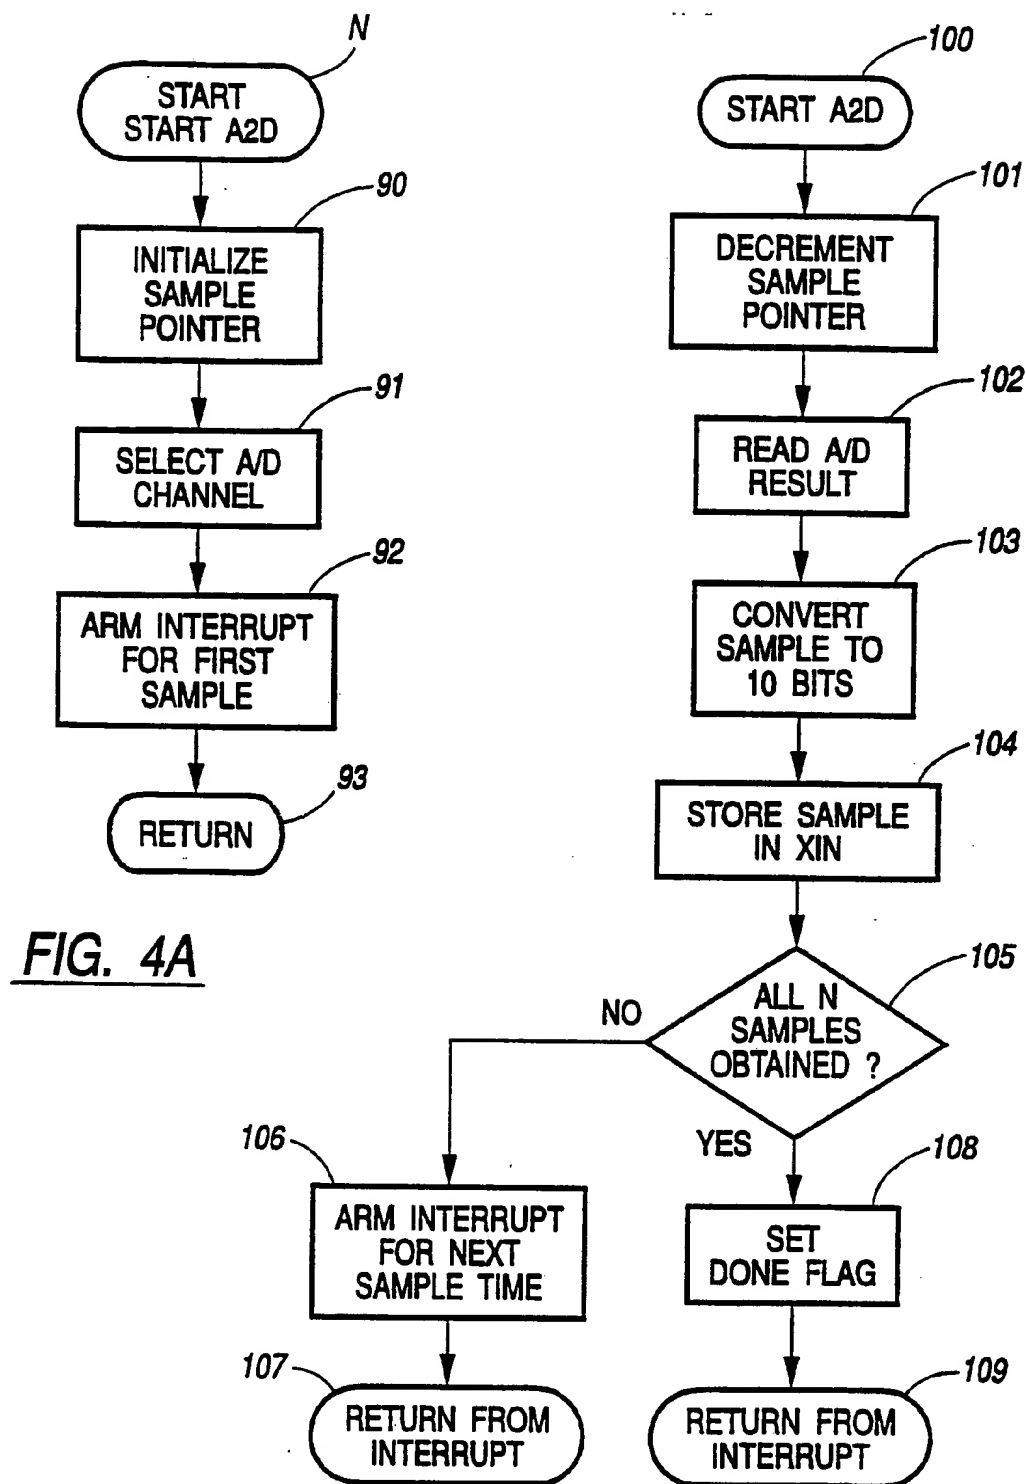 N
START
START A2D
90
INITIALIZE
SAMPLE
POINTER
91
SELECT A/D
CHANNEL
92
ARM INTERRUPT
FOR FIRST
SAMPLE
93
RETURN
FIG. 4A
100
START A2D
101
DECREMENT
SAMPLE
POINTER
102
READ A/D
RESULT
103
CONVERT
SAMPLE TO
10 BITS
104
STORE SAMPLE
IN XIN
105
ALL N
SAMPLES
OBTAINED ?
NO
YES
106
ARM INTERRUPT
FOR NEXT
SAMPLE TIME
107
RETURN FROM
INTERRUPT
108
SET
DONE FLAG
109
RETURN FROM
INTERRUPT